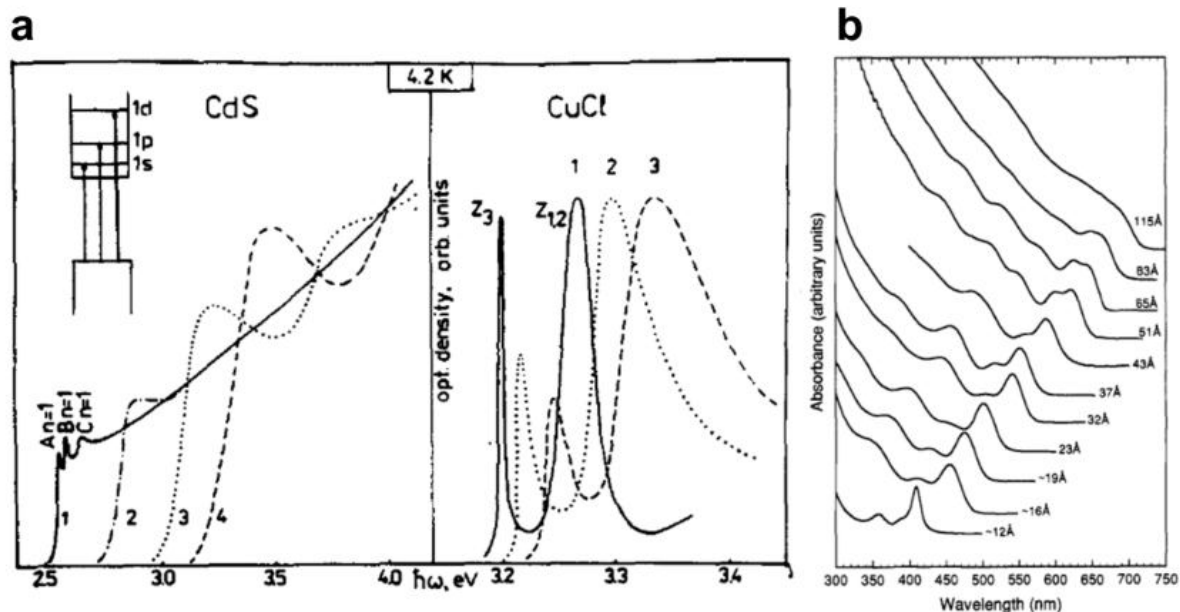 a
4.2 K
CdS
CuCl
1d
1p
1s
An=1
Bn=1
Cn=1
1
2
3
4
opt. density, arb. units
Z3
Z1,2
1
2
3
2.5
3.0
3.5
4.0
ħω, eV
3.2
3.3
3.4
b
Absorbance (arbitrary units)
115Å
83Å
65Å
51Å
43Å
37Å
32Å
23Å
~19Å
~16Å
~12Å
300 350 400 450 500 550 600 650 700 750
Wavelength (nm)